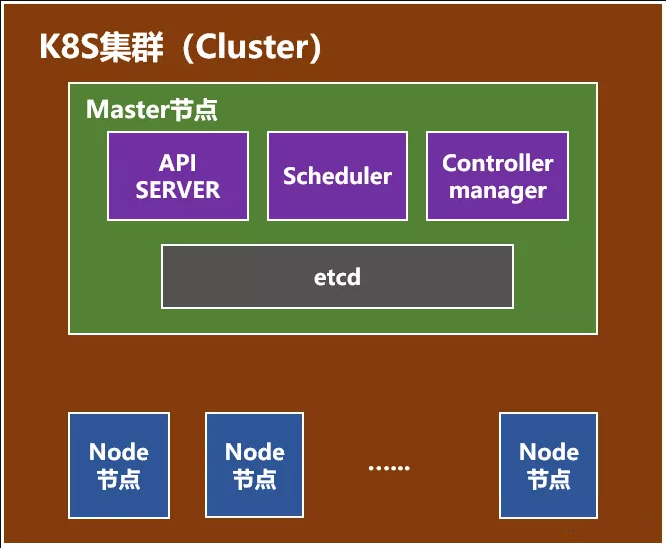 K8S集群（Cluster）
Master节点
API
SERVER
Scheduler
Controller
manager
etcd
Node
节点
Node
节点
......
Node
节点